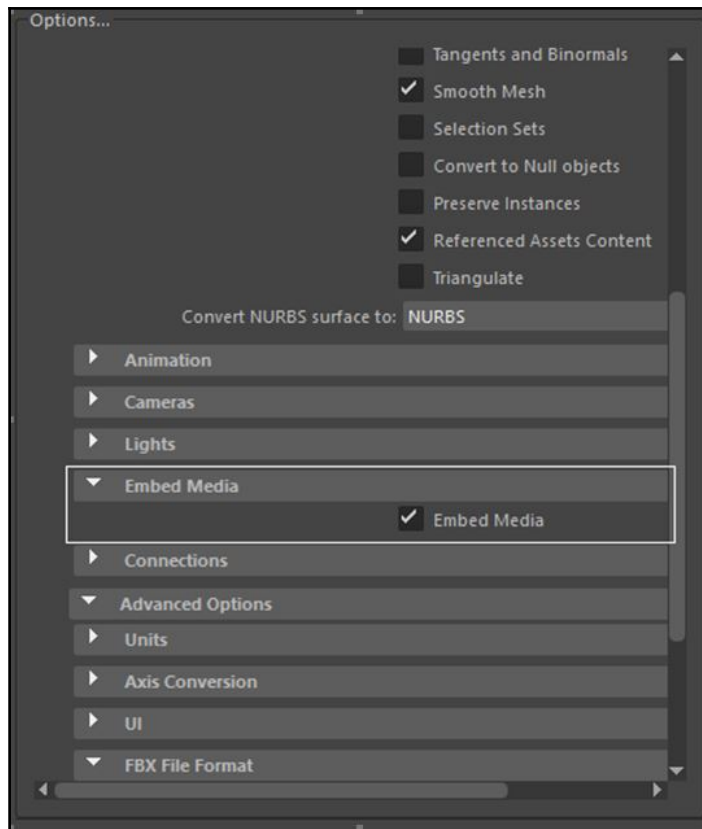 Options...
Tangents and Binormals
Smooth Mesh
Selection Sets
Convert to Null objects
Preserve Instances
Referenced Assets Content
Triangulate
Convert NURBS surface to: NURBS
Animation
Cameras
Lights
Embed Media
Embed Media
Connections
Advanced Options
Units
Axis Conversion
UI
FBX File Format